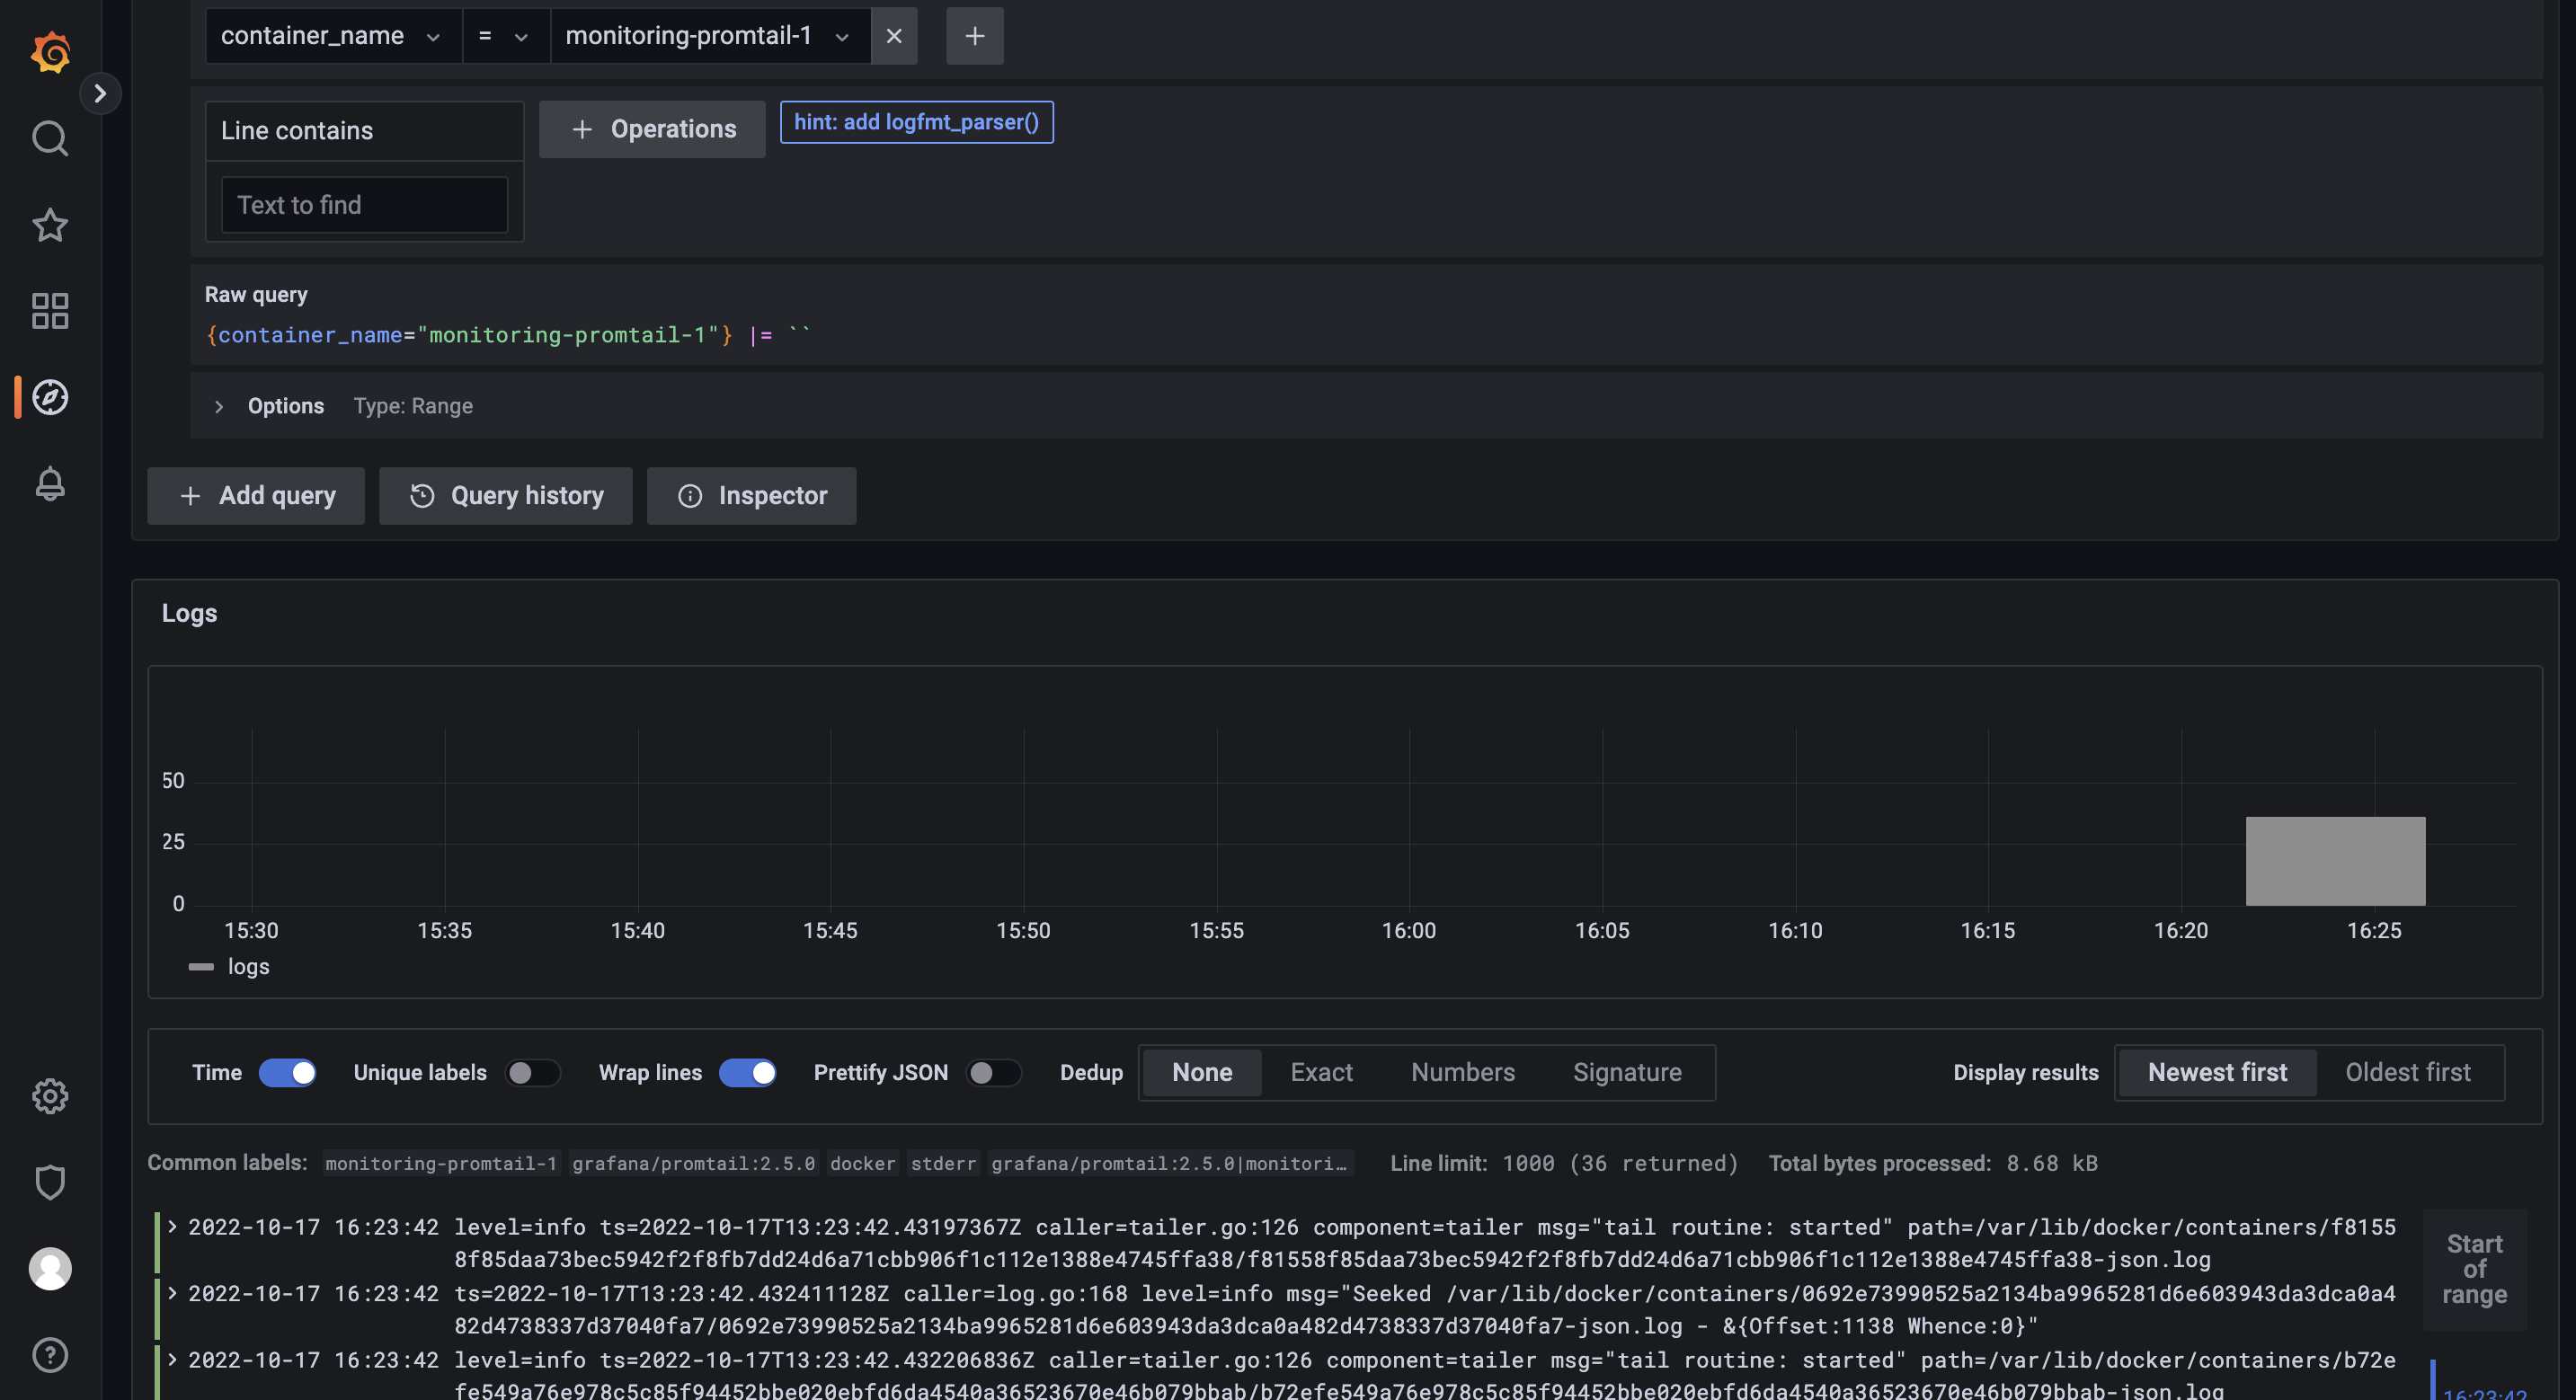 container_name = monitoring-promtail-1
Line contains
Operations
hint: add logfmt_parser()
Text to find
Raw query
{container_name="monitoring-promtail-1"} |= ``
Options Type: Range
Add query Query history Inspector
Logs
50
25
0
15:30 15:35 15:40 15:45 15:50 15:55 16:00 16:05 16:10 16:15 16:20 16:25
logs
Time Unique labels Wrap lines Prettify JSON Dedup None Exact Numbers Signature Display results Newest first Oldest first
Common labels: monitoring-promtail-1 grafana/promtail:2.5.0 docker stderr grafana/promtail:2.5.0|monitori… Line limit: 1000 (36 returned) Total bytes processed: 8.68 kB
2022-10-17 16:23:42 level=info ts=2022-10-17T13:23:42.43197367Z caller=tailer.go:126 component=tailer msg="tail routine: started" path=/var/lib/docker/containers/f8155
8f85daa73bec5942f2f8fb7dd24d6a71cbb906f1c112e1388e4745ffa38/f81558f85daa73bec5942f2f8fb7dd24d6a71cbb906f1c112e1388e4745ffa38-json.log
2022-10-17 16:23:42 ts=2022-10-17T13:23:42.432411128Z caller=log.go:168 level=info msg="Seeked /var/lib/docker/containers/0692e73990525a2134ba9965281d6e603943da3dca0a4
82d4738337d37040fa7/0692e73990525a2134ba9965281d6e603943da3dca0a482d4738337d37040fa7-json.log - &{Offset:1138 Whence:0}"
2022-10-17 16:23:42 level=info ts=2022-10-17T13:23:42.432206836Z caller=tailer.go:126 component=tailer msg="tail routine: started" path=/var/lib/docker/containers/b72e
fe549a76e978c5c85f94452bbe020ebfd6da4540a36523670e46b079bbab/b72efe549a76e978c5c85f94452bbe020ebfd6da4540a36523670e46b079bbab-json.log
Start
of
range
16:23:42